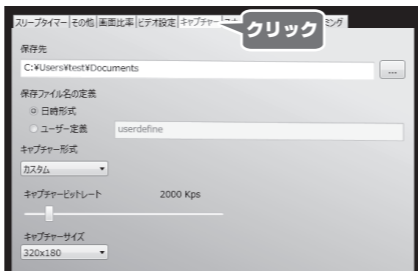 スリープタイマー その他 画面比率 ビデオ設定 キャプチャー ミング
クリック
保存先
C:¥Users¥test¥Documents
...
保存ファイル名の定義
日時形式
ユーザー定義 userdefine
キャプチャー形式
カスタム
キャプチャービットレート 2000 Kps
キャプチャーサイズ
320x180